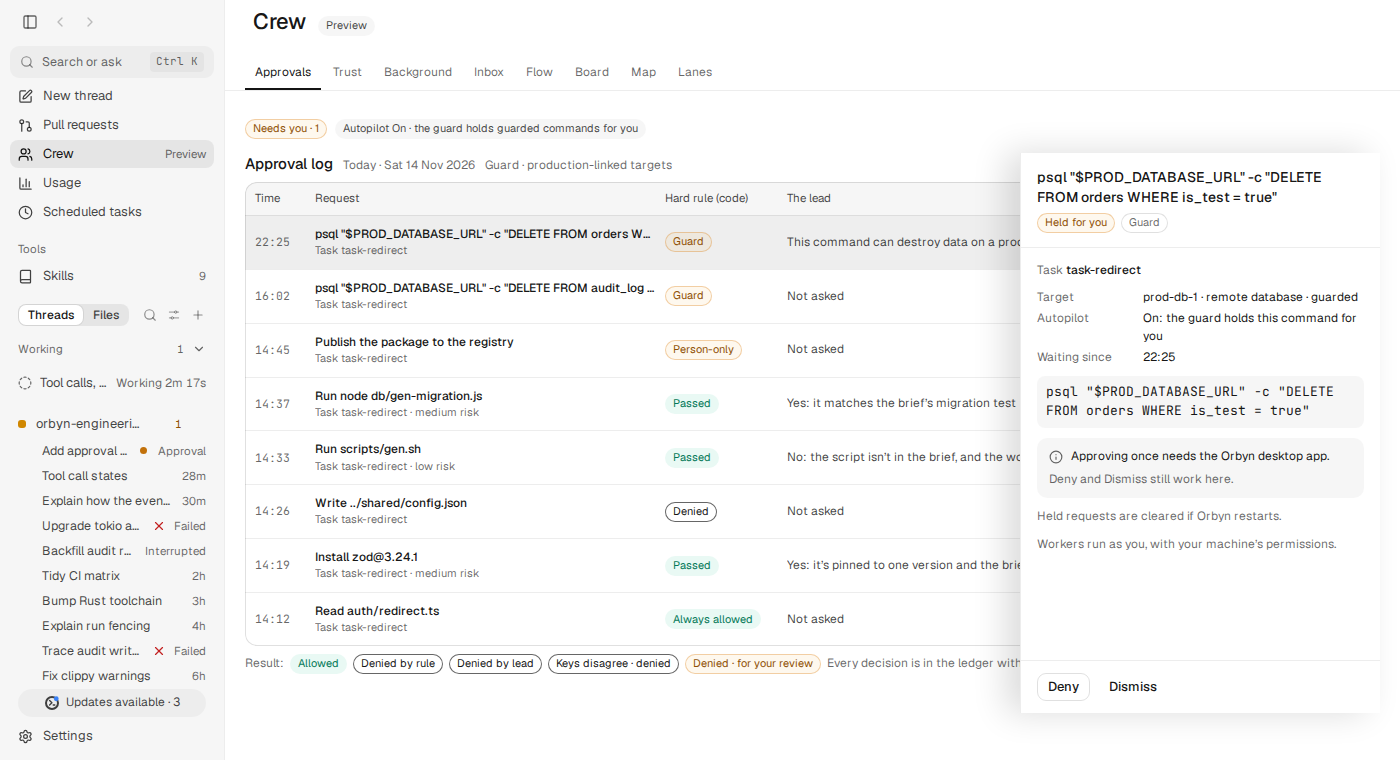 Search or ask Ctrl K
New thread
Pull requests
Crew Preview
Usage
Scheduled tasks
Tools
Skills 9
Threads Files
Working 1
Tool calls, ... Working 2m 17s
orbyn-engineeri... 1
Add approval ... Approval
Tool call states 28m
Explain how the even... 30m
Upgrade tokio a... Failed
Backfill audit r... Interrupted
Tidy CI matrix 2h
Bump Rust toolchain 3h
Explain run fencing 4h
Trace audit writ... Failed
Fix clippy warnings 6h
Updates available · 3
Settings
Crew Preview
Approvals Trust Background Inbox Flow Board Map Lanes
Needs you · 1 Autopilot On · the guard holds guarded commands for you
Approval log Today · Sat 14 Nov 2026 Guard · production-linked targets
Time Request Hard rule (code) The lead
22:25 psql "$PROD_DATABASE_URL" -c "DELETE FROM orders W... Guard This command can destroy data on a prod
Task task-redirect
16:02 psql "$PROD_DATABASE_URL" -c "DELETE FROM audit_log ... Guard Not asked
Task task-redirect
14:45 Publish the package to the registry Person-only Not asked
Task task-redirect
14:37 Run node db/gen-migration.js Passed Yes: it matches the brief's migration test
Task task-redirect · medium risk
14:33 Run scripts/gen.sh Passed No: the script isn't in the brief, and the wo
Task task-redirect · low risk
14:26 Write ../shared/config.json Denied Not asked
Task task-redirect
14:19 Install zod@3.24.1 Passed Yes: it's pinned to one version and the brie
Task task-redirect · medium risk
14:12 Read auth/redirect.ts Always allowed Not asked
Task task-redirect
Result: Allowed Denied by rule Denied by lead Keys disagree · denied Denied · for your review Every decision is in the ledger with
psql "$PROD_DATABASE_URL" -c "DELETE
FROM orders WHERE is_test = true"
Held for you Guard
Task task-redirect
Target prod-db-1 · remote database · guarded
Autopilot On: the guard holds this command for
you
Waiting since 22:25
psql "$PROD_DATABASE_URL" -c "DELETE
FROM orders WHERE is_test = true"
Approving once needs the Orbyn desktop app.
Deny and Dismiss still work here.
Held requests are cleared if Orbyn restarts.
Workers run as you, with your machine's permissions.
Deny Dismiss